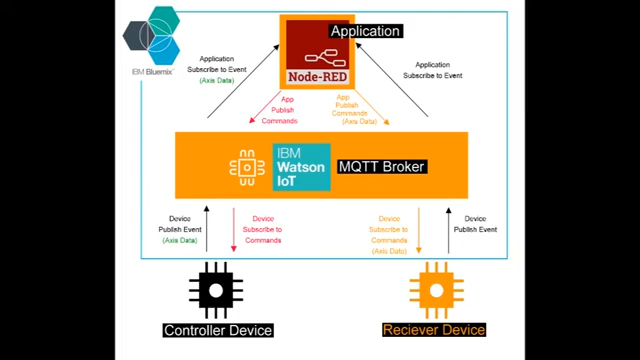 IBM Bluemix™
Application
Node-RED
Application
Subscribe to Event
(Axis Data)
Application
Subscribe to Event
App
Publish
Commands
App
Publish
Commands
(Axis Data)
IBM
Watson
IoT
MQTT Broker
Device
Publish Event
(Axis Data)
Device
Subscribe to
Commands
Device
Subscribe to
Commands
(Axis Data)
Device
Publish Event
Controller Device
Reciever Device